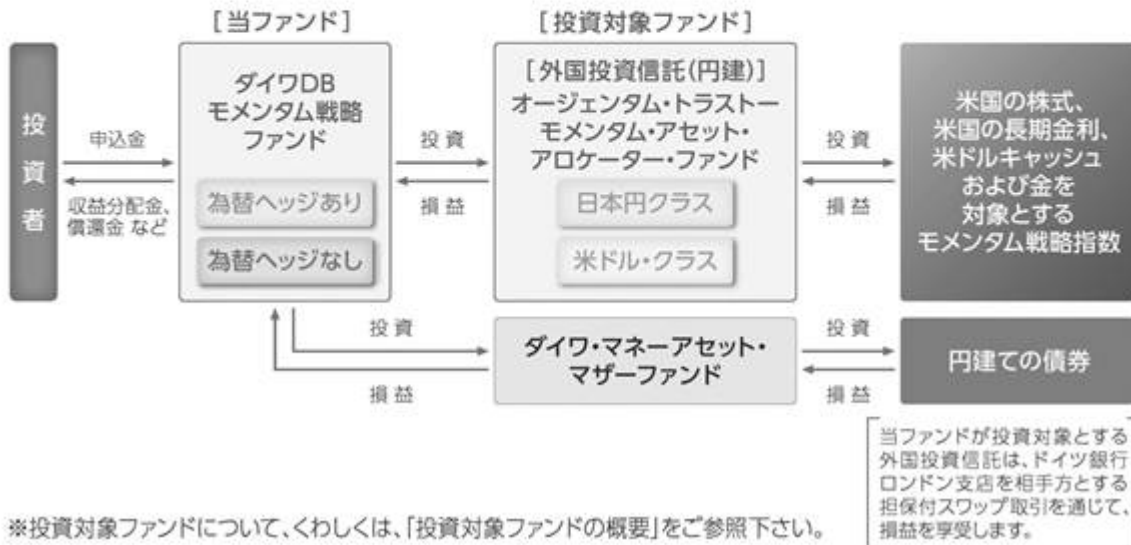 [当ファンド]
[投資対象ファンド]
投資者
申込金
収益分配金、
償還金 など
ダイワDB
モメンタム戦略
ファンド
為替ヘッジあり
為替ヘッジなし
投資
損益
[外国投資信託(円建)]
オージェンタム・トラストー
モメンタム・アセット・
アロケーター・ファンド
日本円クラス
米ドル・クラス
投資
損益
米国の株式、
米国の長期金利、
米ドルキャッシュ
および金を
対象とする
モメンタム戦略指数
投資
損益
ダイワ・マネーアセット・
マザーファンド
投資
損益
円建ての債券
当ファンドが投資対象とする
外国投資信託は、ドイツ銀行
ロンドン支店を相手方とする
担保付スワップ取引を通じて、
損益を享受します。
※投資対象ファンドについて、くわしくは、「投資対象ファンドの概要」をご参照下さい。